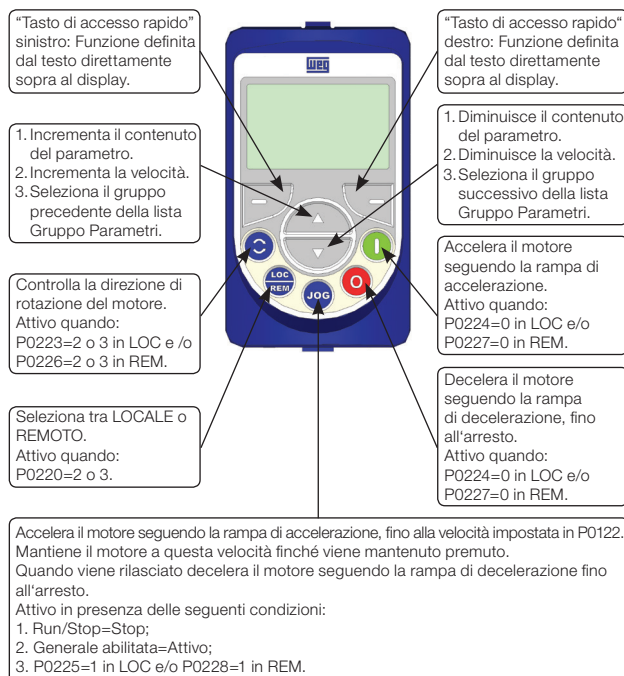 “Tasto di accesso rapido”
sinistro: Funzione definita
dal testo direttamente
sopra al display.
“Tasto di accesso rapido“
destro: Funzione definita
dal testo direttamente
sopra al display.
weg
1. Incrementa il contenuto
del parametro.
2. Incrementa la velocità.
3. Seleziona il gruppo
precedente della lista
Gruppo Parametri.
1. Diminuisce il contenuto
del parametro.
2. Diminuisce la velocità.
3. Seleziona il gruppo
successivo della lista
Gruppo Parametri.
Controlla la direzione di
rotazione del motore.
Attivo quando:
P0223=2 o 3 in LOC e /o
P0226=2 o 3 in REM.
LOC
REM
JOG
Accelera il motore
seguendo la rampa di
accelerazione.
Attivo quando:
P0224=0 in LOC e/o
P0227=0 in REM.
Seleziona tra LOCALE o
REMOTO.
Attivo quando:
P0220=2 o 3.
Decelera il motore
seguendo la rampa
di decelerazione, fino
all‘arresto.
Attivo quando:
P0224=0 in LOC e/o
P0227=0 in REM.
Accelera il motore seguendo la rampa di accelerazione, fino alla velocità impostata in P0122.
Mantiene il motore a questa velocità finché viene mantenuto premuto.
Quando viene rilasciato decelera il motore seguendo la rampa di decelerazione fino
all‘arresto.
Attivo in presenza delle seguenti condizioni:
1. Run/Stop=Stop;
2. Generale abilitata=Attivo;
3. P0225=1 in LOC e/o P0228=1 in REM.